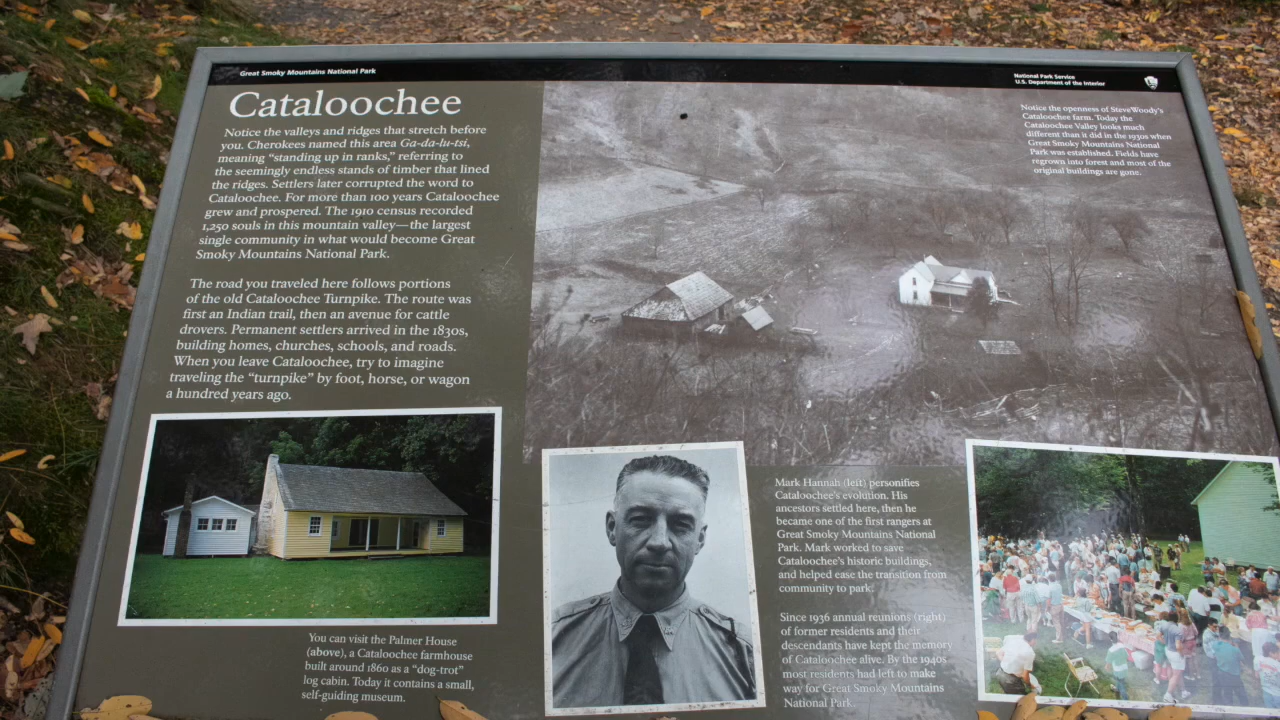 Great Smoky Mountains National Park
National Park Service
U.S. Department of the Interior
Cataloochee
Notice the valleys and ridges that stretch before
you. Cherokees named this area Ga-da-lu-tsi,
meaning “standing up in ranks,” referring to
the seemingly endless stands of timber that lined
the ridges. Settlers later corrupted the word to
Cataloochee. For more than 100 years Cataloochee
grew and prospered. The 1910 census recorded
1,250 souls in this mountain valley—the largest
single community in what would become Great
Smoky Mountains National Park.
The road you traveled here follows portions
of the old Cataloochee Turnpike. The route was
first an Indian trail, then an avenue for cattle
drovers. Permanent settlers arrived in the 1830s,
building homes, churches, schools, and roads.
When you leave Cataloochee, try to imagine
traveling the “turnpike” by foot, horse, or wagon
a hundred years ago.
Notice the openness of SteveWoody's
Cataloochee farm. Today the
Cataloochee Valley looks much
different than it did in the 1930s when
Great Smoky Mountains National
Park was established. Fields have
regrown into forest and most of the
original buildings are gone.
You can visit the Palmer House
(above), a Cataloochee farmhouse
built around 1860 as a “dog-trot”
log cabin. Today it contains a small,
self-guiding museum.
Mark Hannah (left) personifies
Cataloochee's evolution. His
ancestors settled here, then he
became one of the first rangers at
Great Smoky Mountains National
Park. Mark worked to save
Cataloochee's historic buildings,
and helped ease the transition from
community to park.
Since 1936 annual reunions (right)
of former residents and their
descendants have kept the memory
of Cataloochee alive. By the 1940s
most residents had left to make
way for Great Smoky Mountains
National Park.